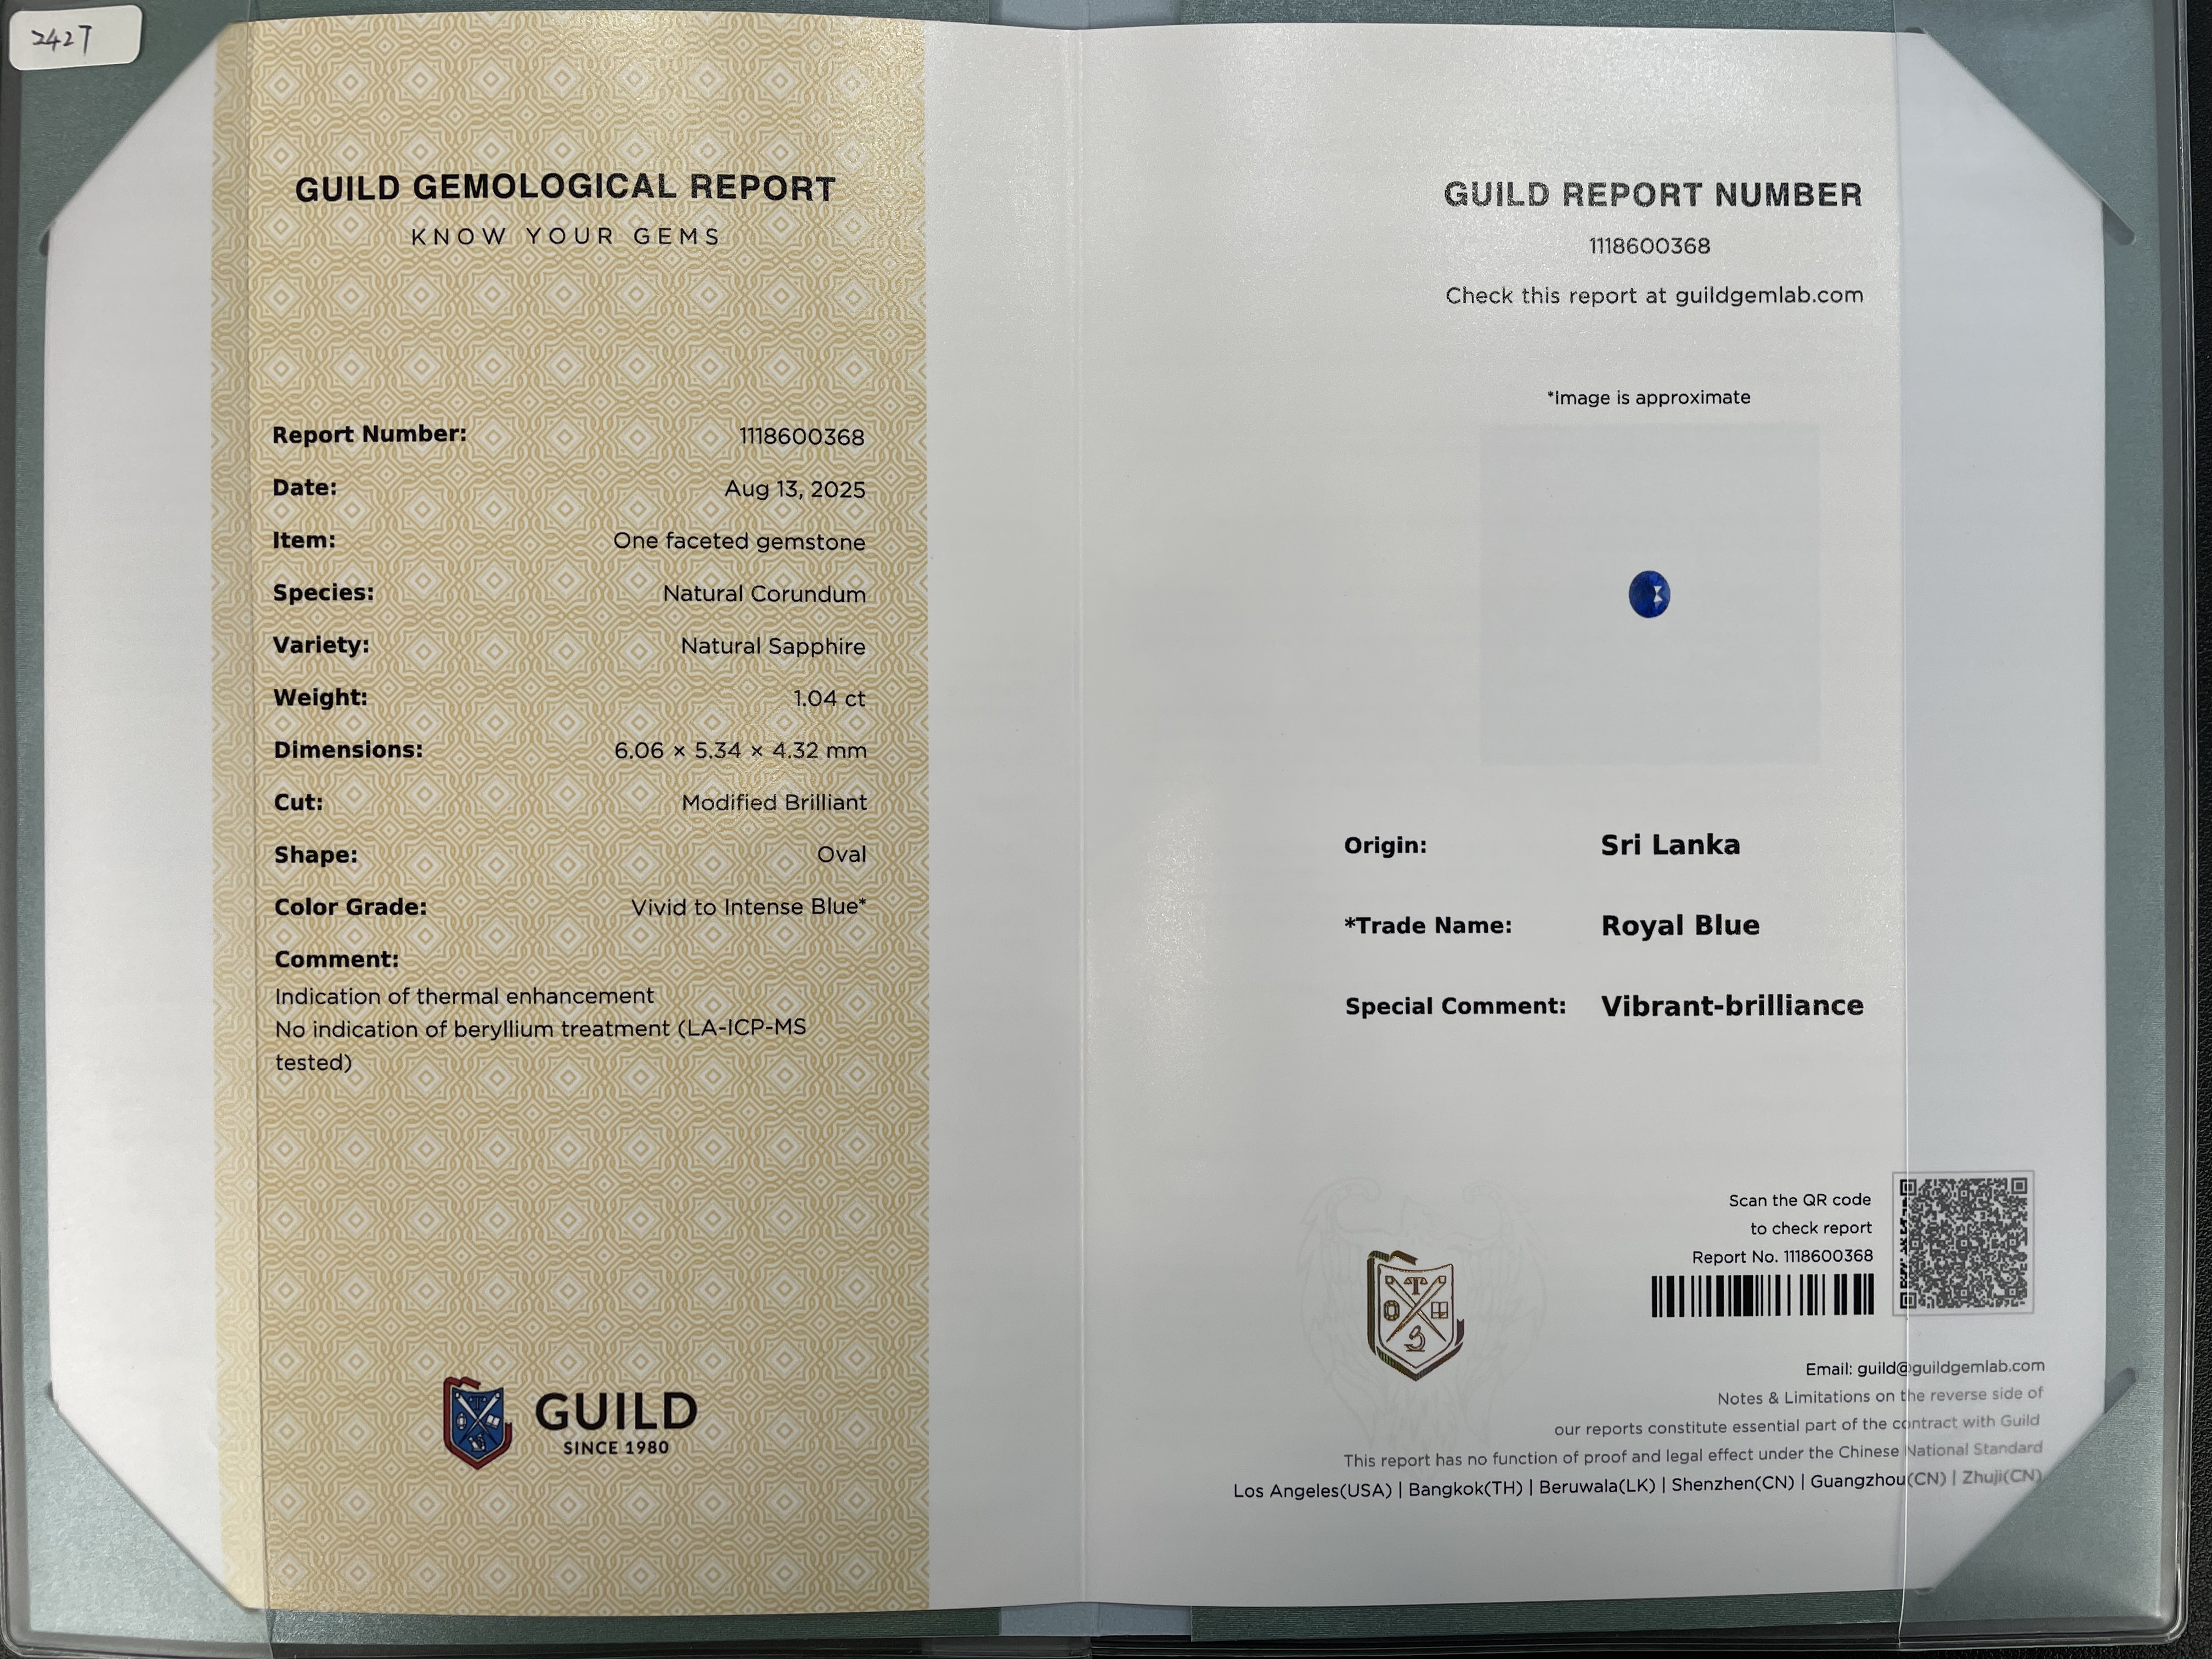 242T
GUILD GEMOLOGICAL REPORT
KNOW YOUR GEMS
Report Number: 1118600368
Date: Aug 13, 2025
Item: One faceted gemstone
Species: Natural Corundum
Variety: Natural Sapphire
Weight: 1.04 ct
Dimensions: 6.06 × 5.34 × 4.32 mm
Cut: Modified Brilliant
Shape: Oval
Color Grade: Vivid to Intense Blue*
Comment:
Indication of thermal enhancement
No indication of beryllium treatment (LA-ICP-MS
tested)
GUILD
SINCE 1980
GUILD REPORT NUMBER
1118600368
Check this report at guildgemlab.com
*Image is approximate
Origin: Sri Lanka
*Trade Name: Royal Blue
Special Comment: Vibrant-brilliance
Scan the QR code
to check report
Report No. 1118600368
T
Email: guild@guildgemlab.com
Notes & Limitations on the reverse side of
our reports constitute essential part of the contract with Guild
This report has no function of proof and legal effect under the Chinese National Standard
Los Angeles(USA) | Bangkok(TH) | Beruwala(LK) | Shenzhen(CN) | Guangzhou(CN) | Zhuji(CN)